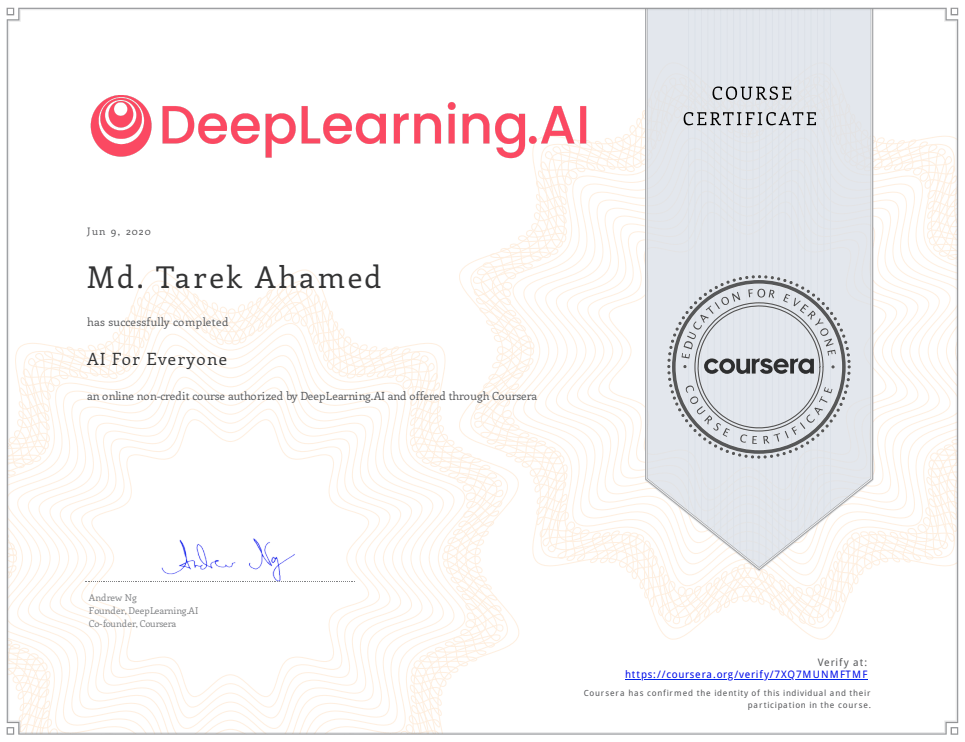 DeepLearning.AI
COURSE
CERTIFICATE
Jun 9, 2020
Md. Tarek Ahamed
has successfully completed
AI For Everyone
an online non-credit course authorized by DeepLearning.AI and offered through Coursera
EDUCATION FOR EVERYONE
coursera
COURSE CERTIFICATE
Andrew Ng
Andrew Ng
Founder, DeepLearning.AI
Co-founder, Coursera
Verify at:
https://coursera.org/verify/7XQ7MUNMFTMF
Coursera has confirmed the identity of this individual and their
participation in the course.